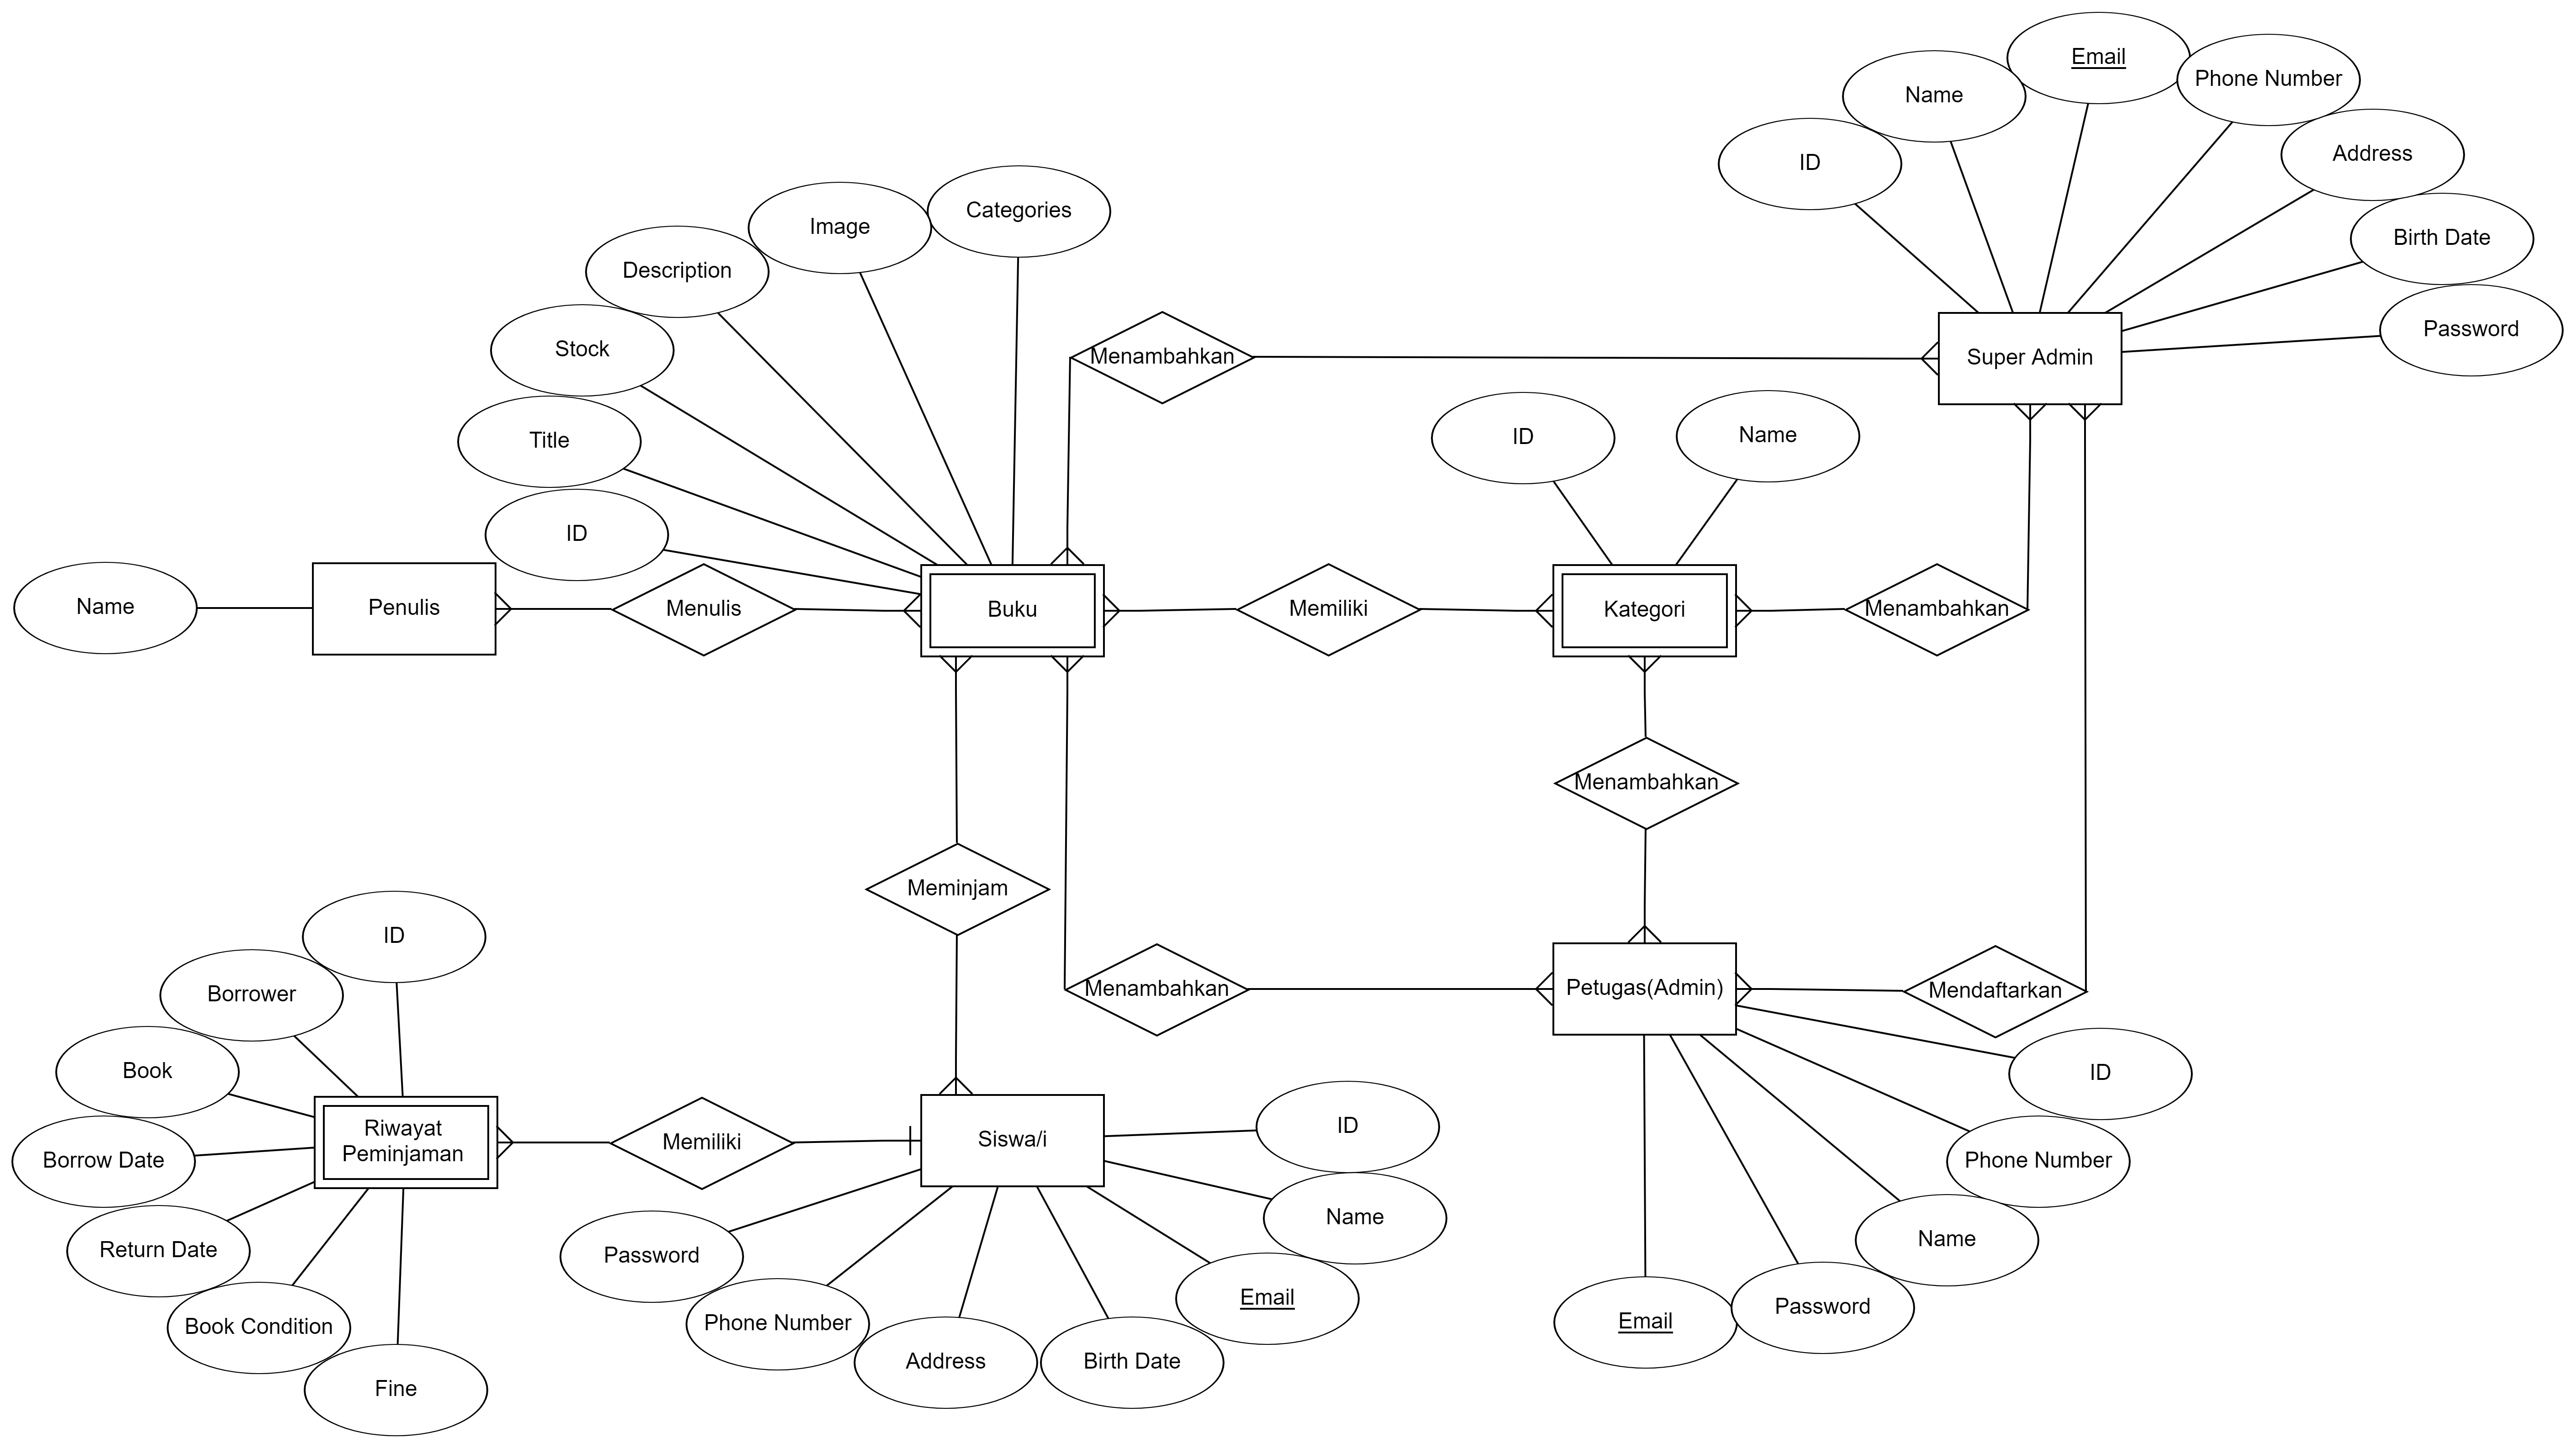 Email
Phone Number
Name
Address
ID
Categories
Image
Birth Date
Description
Password
Stock
Menambahkan
Super Admin
Title
ID
Name
ID
Name
Penulis
Menulis
Buku
Memiliki
Kategori
Menambahkan
Menambahkan
Meminjam
ID
Borrower
Menambahkan
Petugas(Admin)
Mendaftarkan
Book
ID
Riwayat
Peminjaman
Memiliki
Siswa/i
ID
Borrow Date
Phone Number
Name
Return Date
Password
Name
Email
Book Condition
Phone Number
Password
Email
Address
Birth Date
Fine